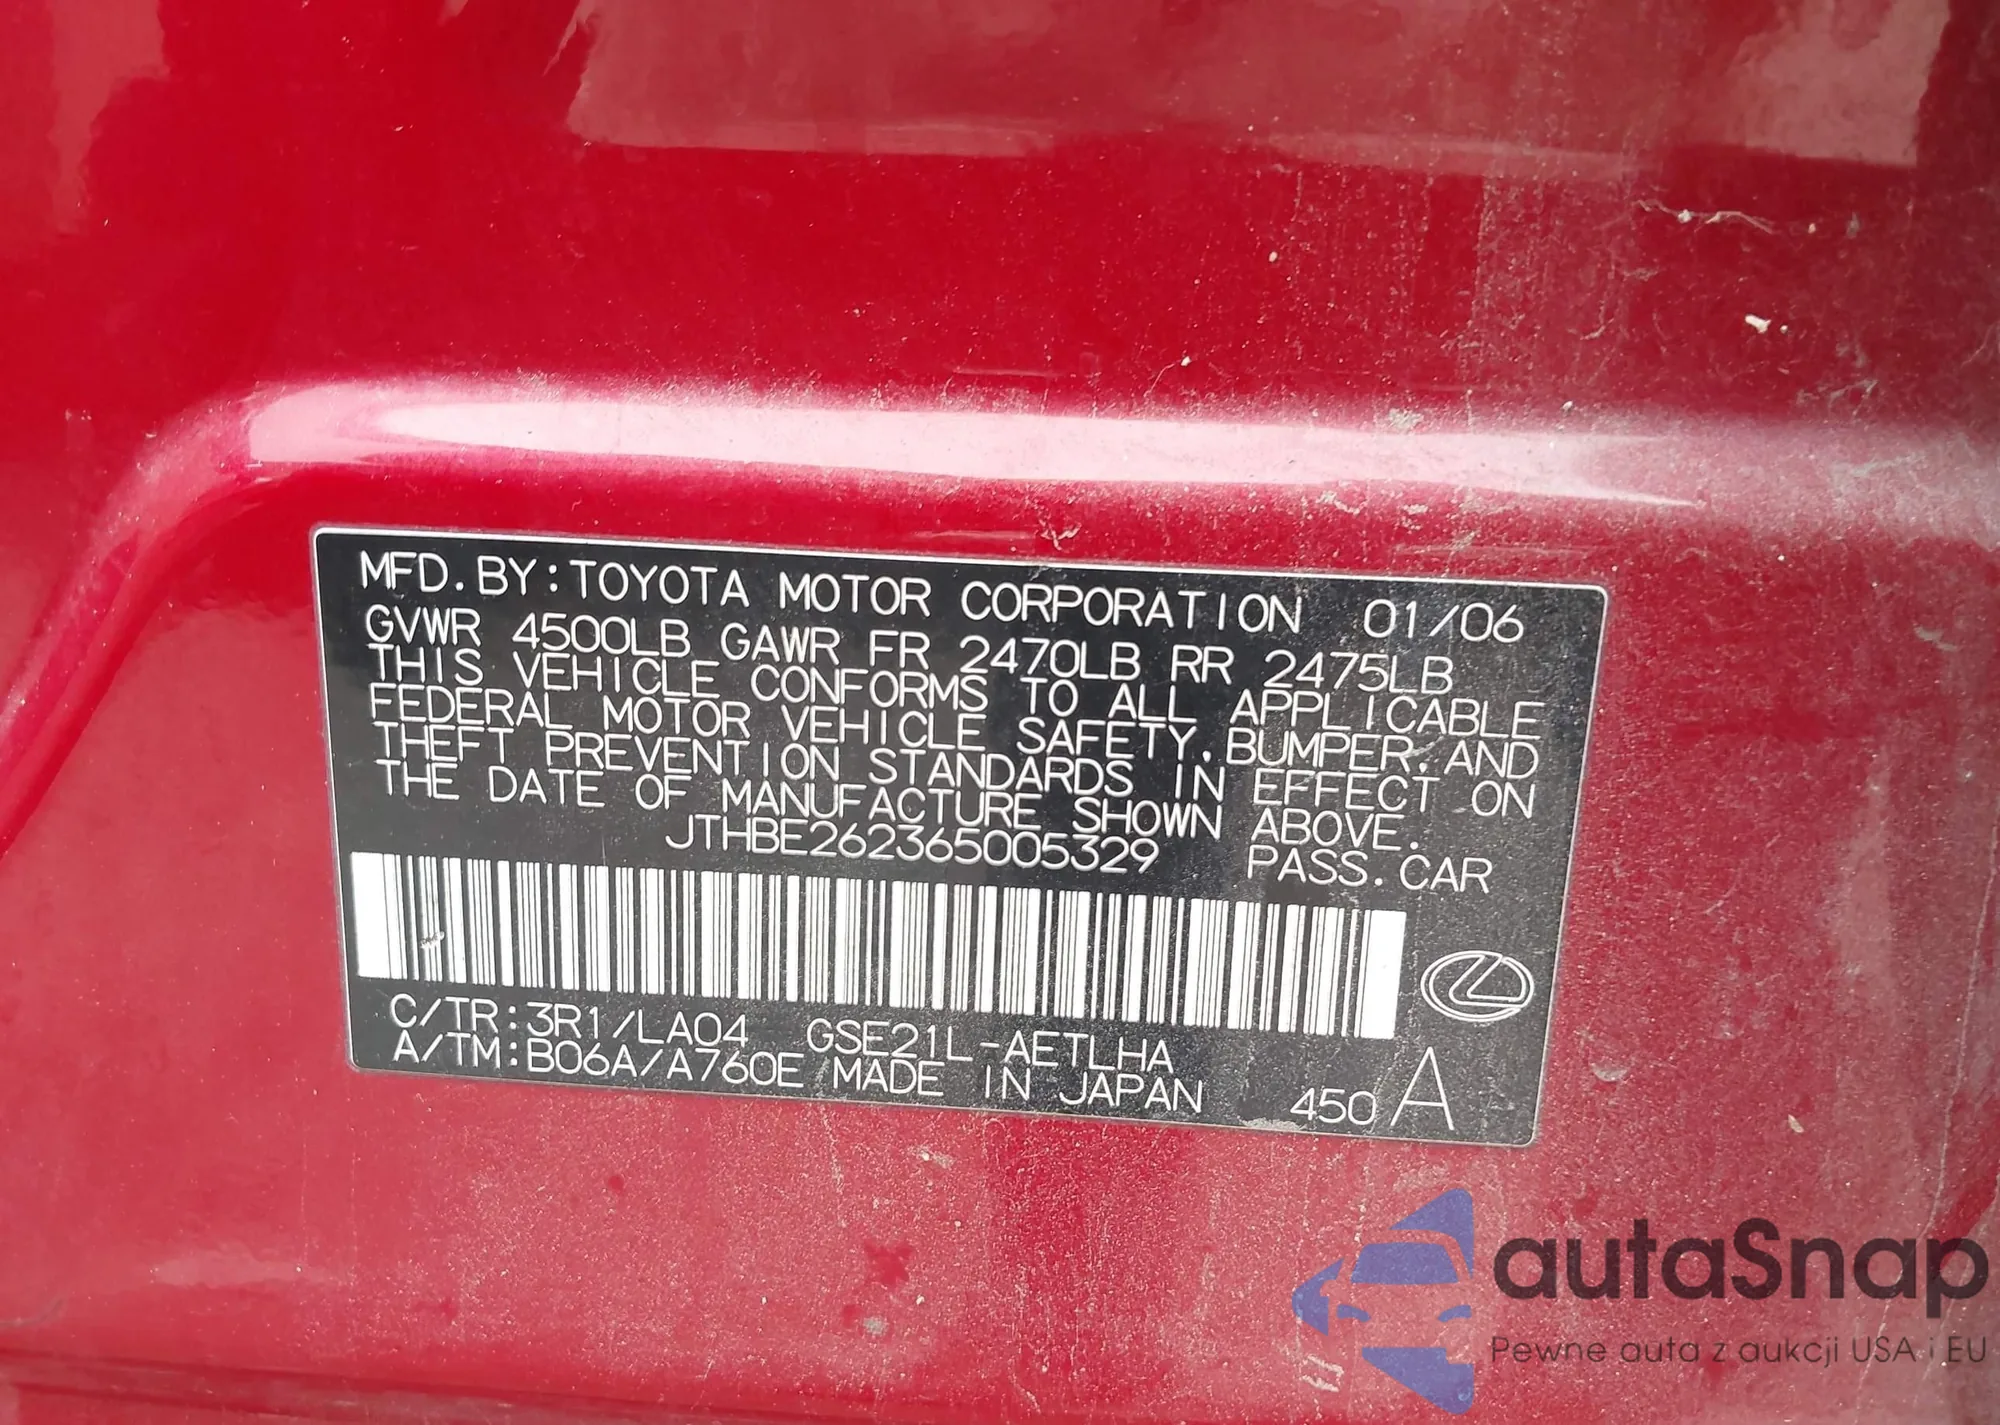 MFD.BY:TOYOTA MOTOR CORPORATION 01/06
GVWR 4500LB GAWR FR 2470LB RR 2475LB
THIS VEHICLE CONFORMS TO ALL APPLICABLE
FEDERAL MOTOR VEHICLE SAFETY,BUMPER,AND
THEFT PREVENTION STANDARDS IN EFFECT ON
THE DATE OF MANUFACTURE SHOWN ABOVE.
JTHBE262365005329 PASS.CAR
C/TR:3R1/LA04 GSE21L-AETLHA
A/TM:B06A/A760E MADE IN JAPAN 450 A
autaSnap
Pewne auta z aukcji USA i EU